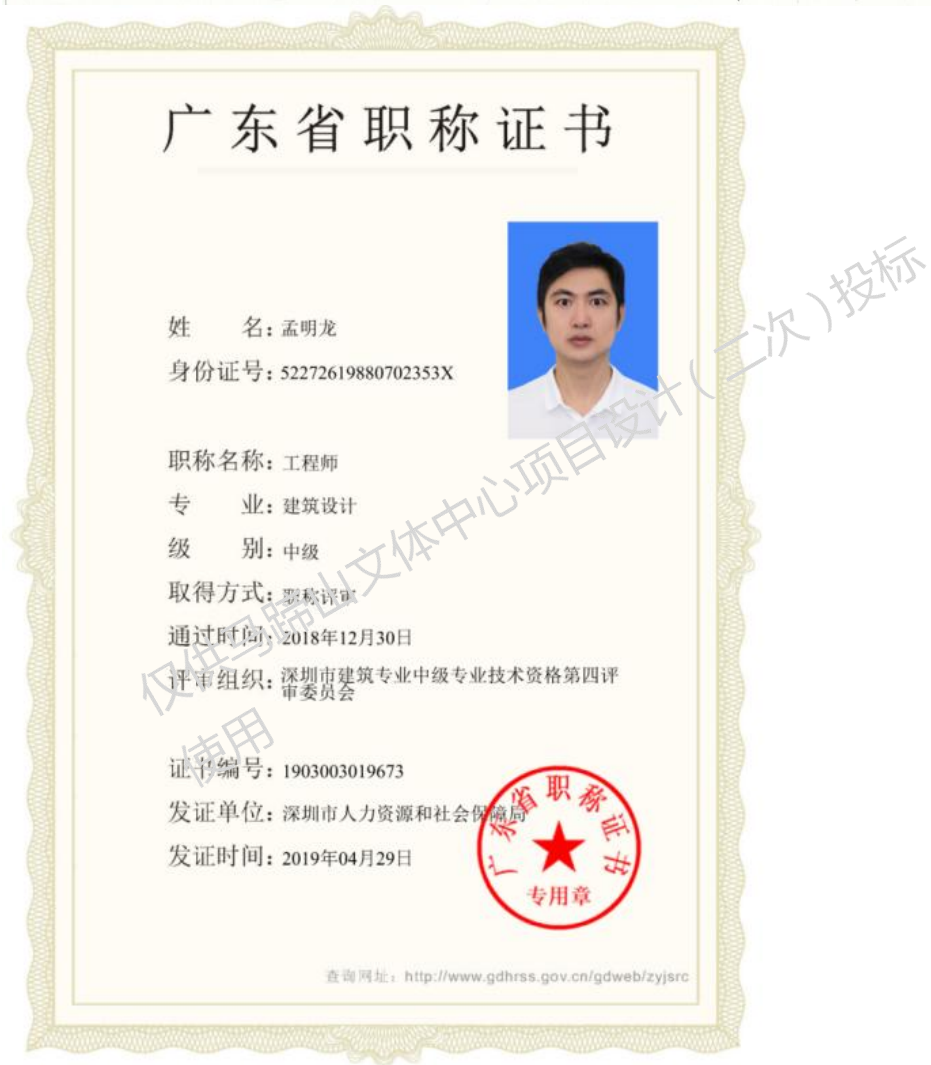 广东省职称证书
姓 名：孟明龙
身份证号：52272619880702353X
职称名称：工程师
专 业：建筑设计
级 别：中级
取得方式：职称评审
通过时间：2018年12月30日
评审组织：深圳市建筑专业中级专业技术资格第四评
审委员会
证书编号：1903003019673
发证单位：深圳市人力资源和社会保障局
发证时间：2019年04月29日
广东省职称证书
专用章
查询网址：http://www.gdhrss.gov.cn/gdweb/zyjsrc
仅供马蹄山文体中心项目设计（二次）投标
使用